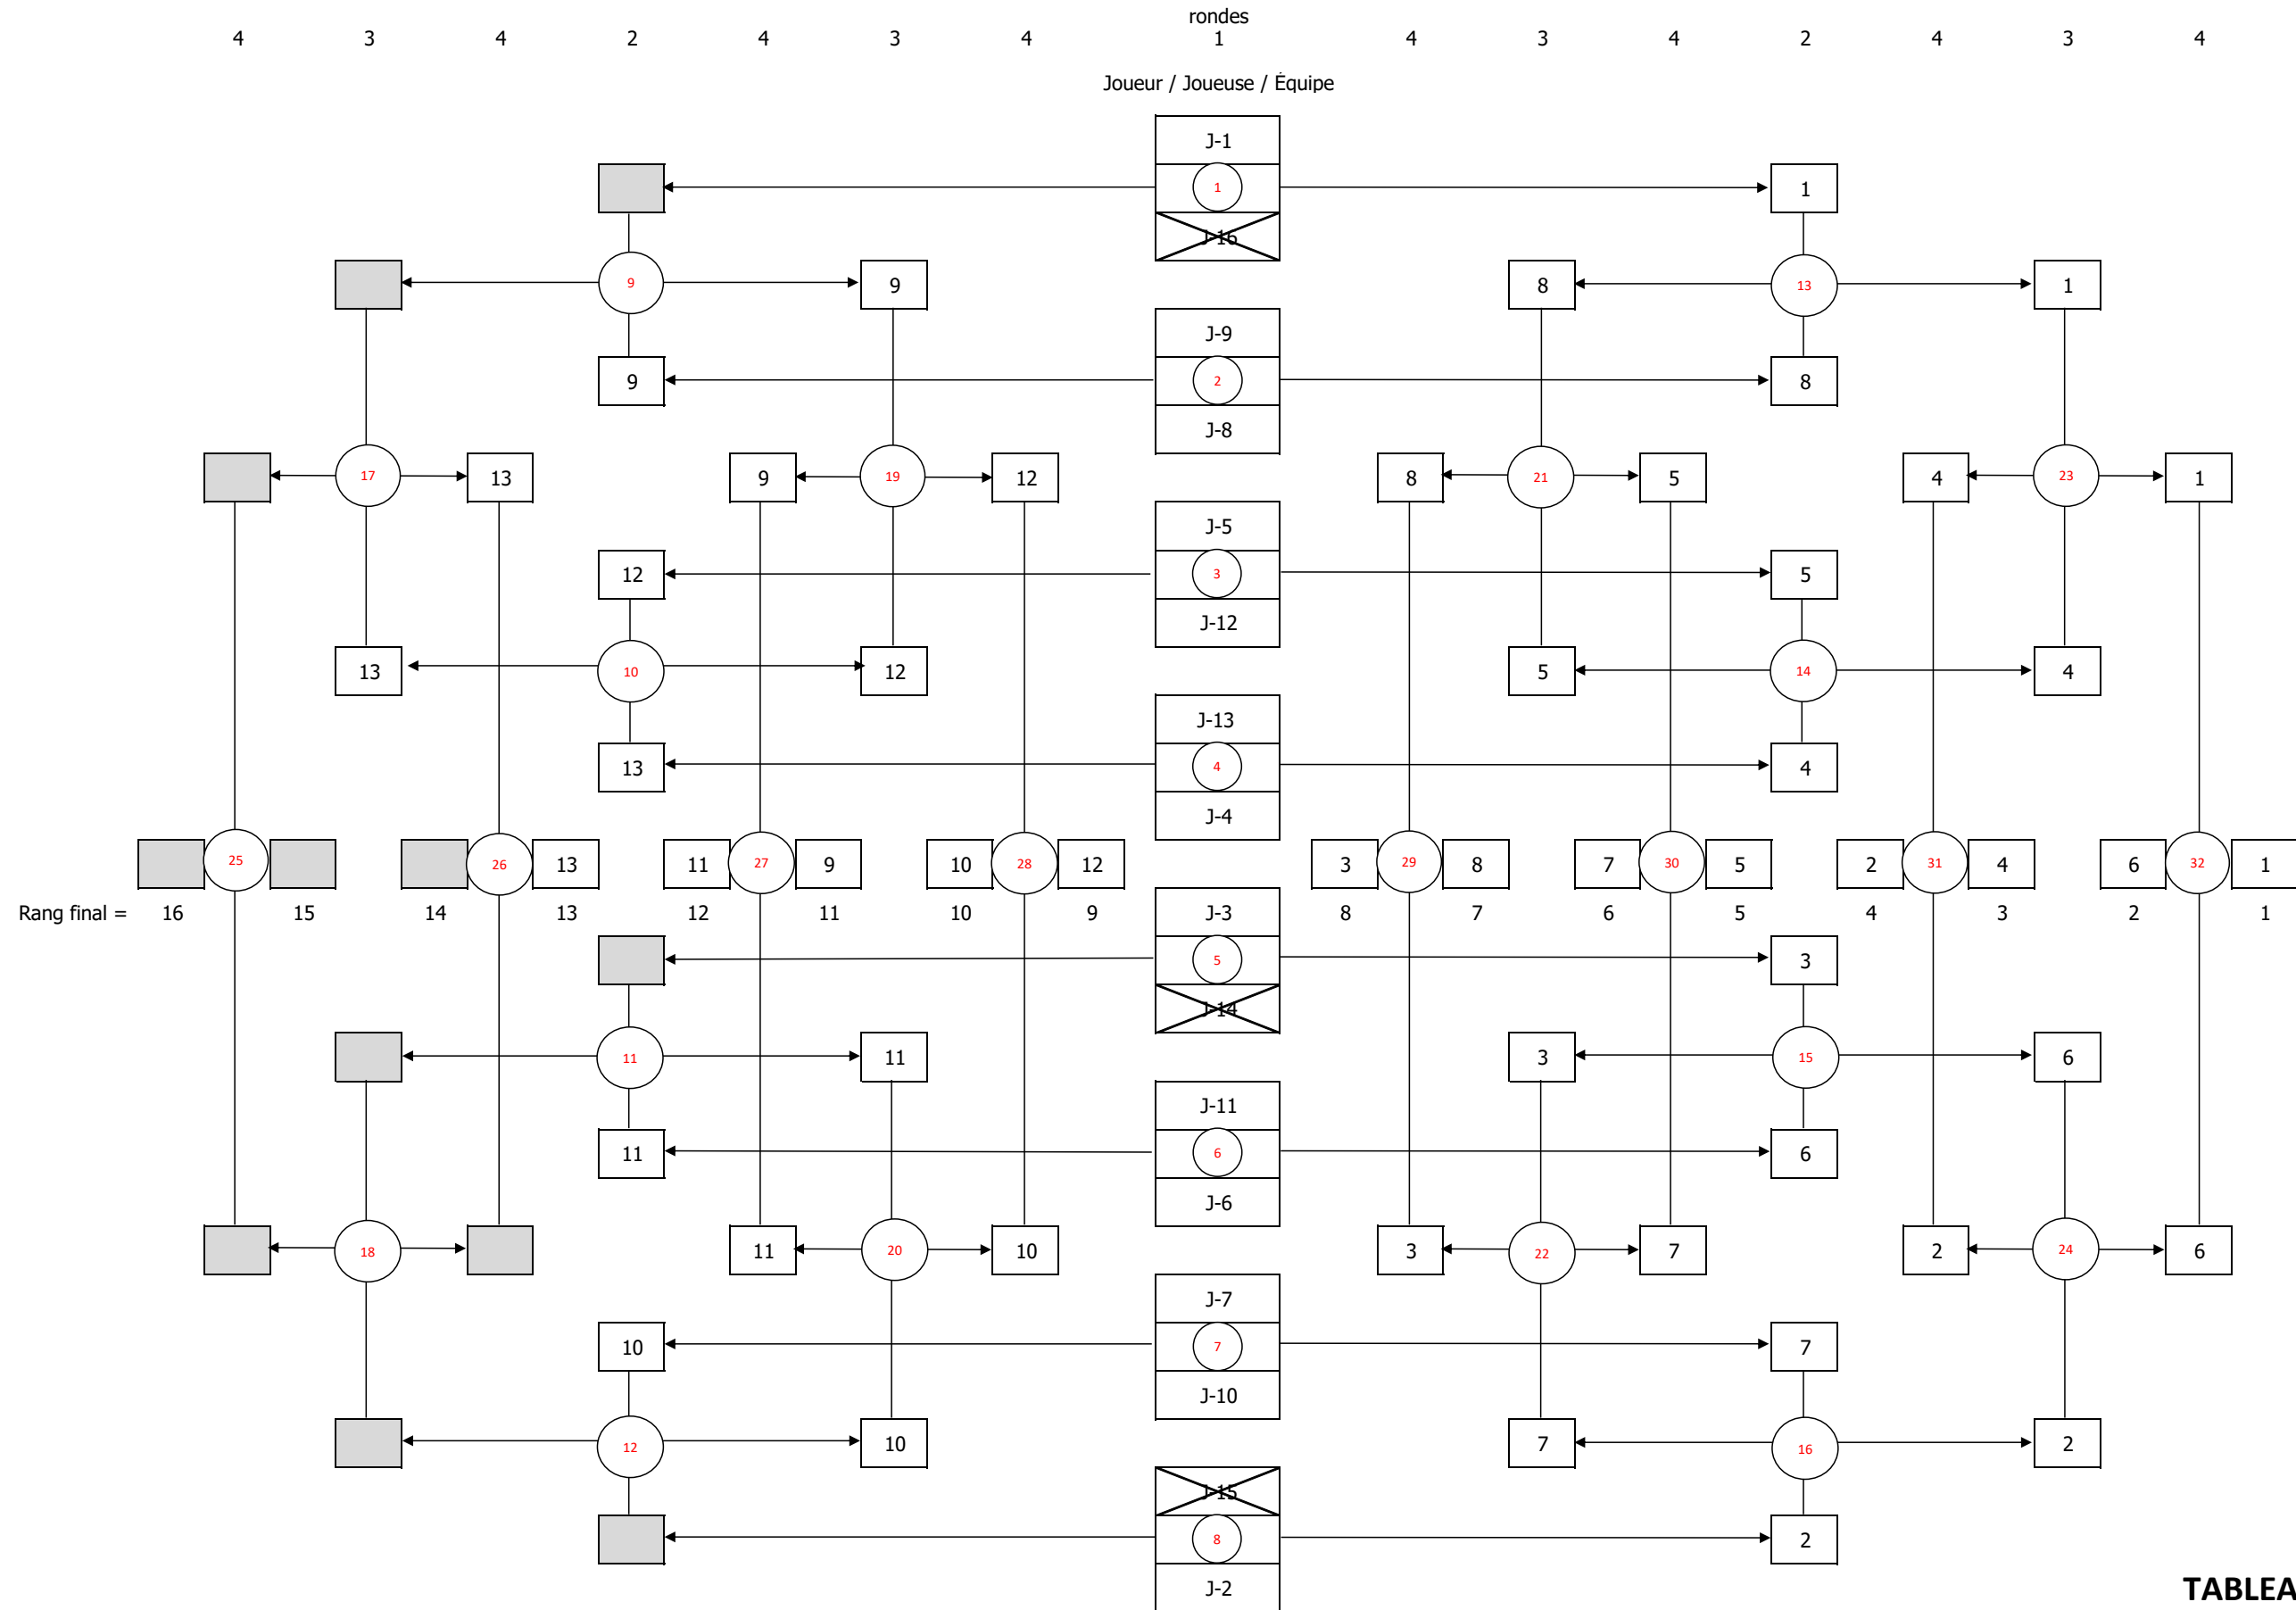 rondes
4 3 4 2 4 3 4 1 4 3 4 2 4 3 4
Joueur / Joueuse / Équipe
J-1
1 1
J-16
9 9 8 13 1
J-9
9 2 8
J-8
17 13 9 19 12 8 21 5 4 23 1
J-5
12 3 5
J-12
13 10 12 5 14 4
J-13
13 4 4
J-4
25 26 13 11 27 9 10 28 12 3 29 8 7 30 5 2 31 4 6 32 1
Rang final = 16 15 14 13 12 11 10 9 J-3 8 7 6 5 4 3 2 1
5 3
J-14
11 11 3 15 6
J-11
11 6 6
J-6
18 11 20 10 3 22 7 2 24 6
J-7
10 7 7
J-10
12 10 7 16 2
J-15
8 2
J-2
TABLEA